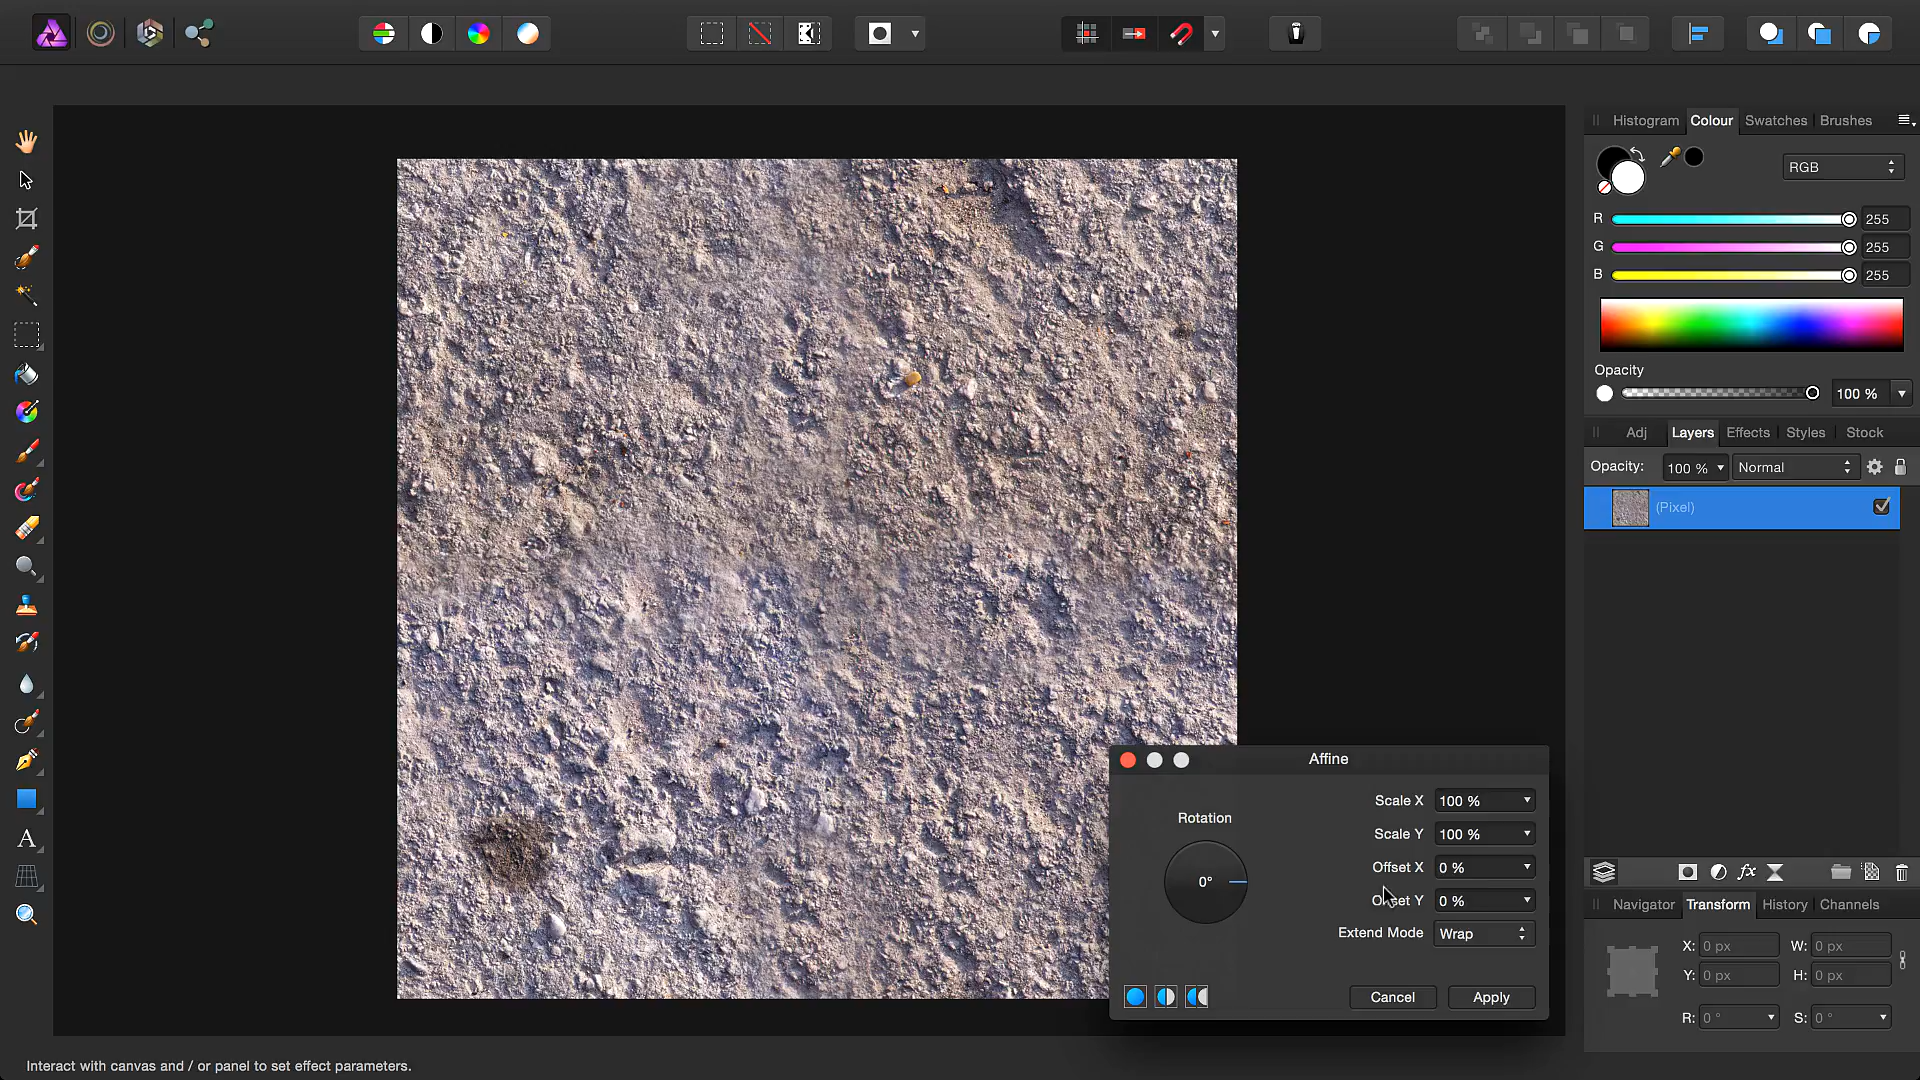 Histogram Colour Swatches Brushes
RGB
R 255
G 255
B 255
Opacity
100 %
Adj Layers Effects Styles Stock
Opacity: 100 % Normal
(Pixel)
Affine
Rotation
0°
Scale X 100 %
Scale Y 100 %
Offset X 0 %
Offset Y 0 %
Extend Mode Wrap
Cancel Apply
fx
Navigator Transform History Channels
X: 0 px W: 0 px
Y: 0 px H: 0 px
R: 0 ° S: 0 °
A
Interact with canvas and / or panel to set effect parameters.